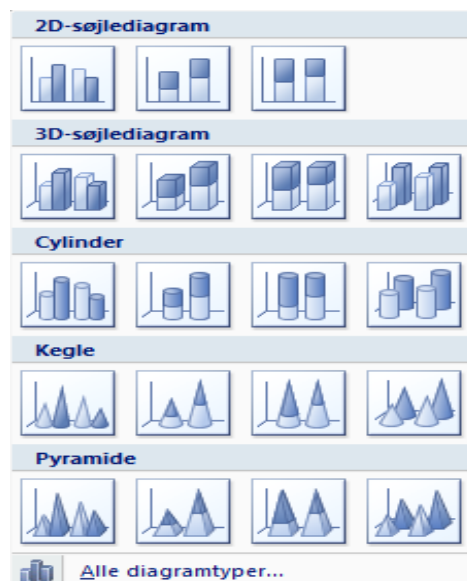 2D-søjlediagram
3D-søjlediagram
Cylinder
Kegle
Pyramide
Alle diagramtyper...